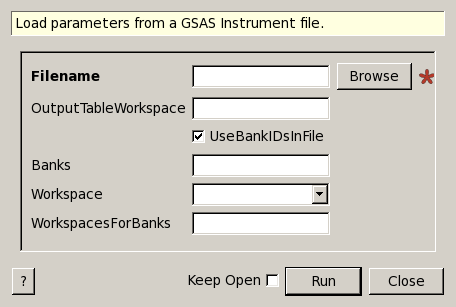 Load parameters from a GSAS Instrument file.
Filename Browse *
OutputTableWorkspace
UseBankIDsInFile
Banks
Workspace
WorkspacesForBanks
? Keep Open Run Close